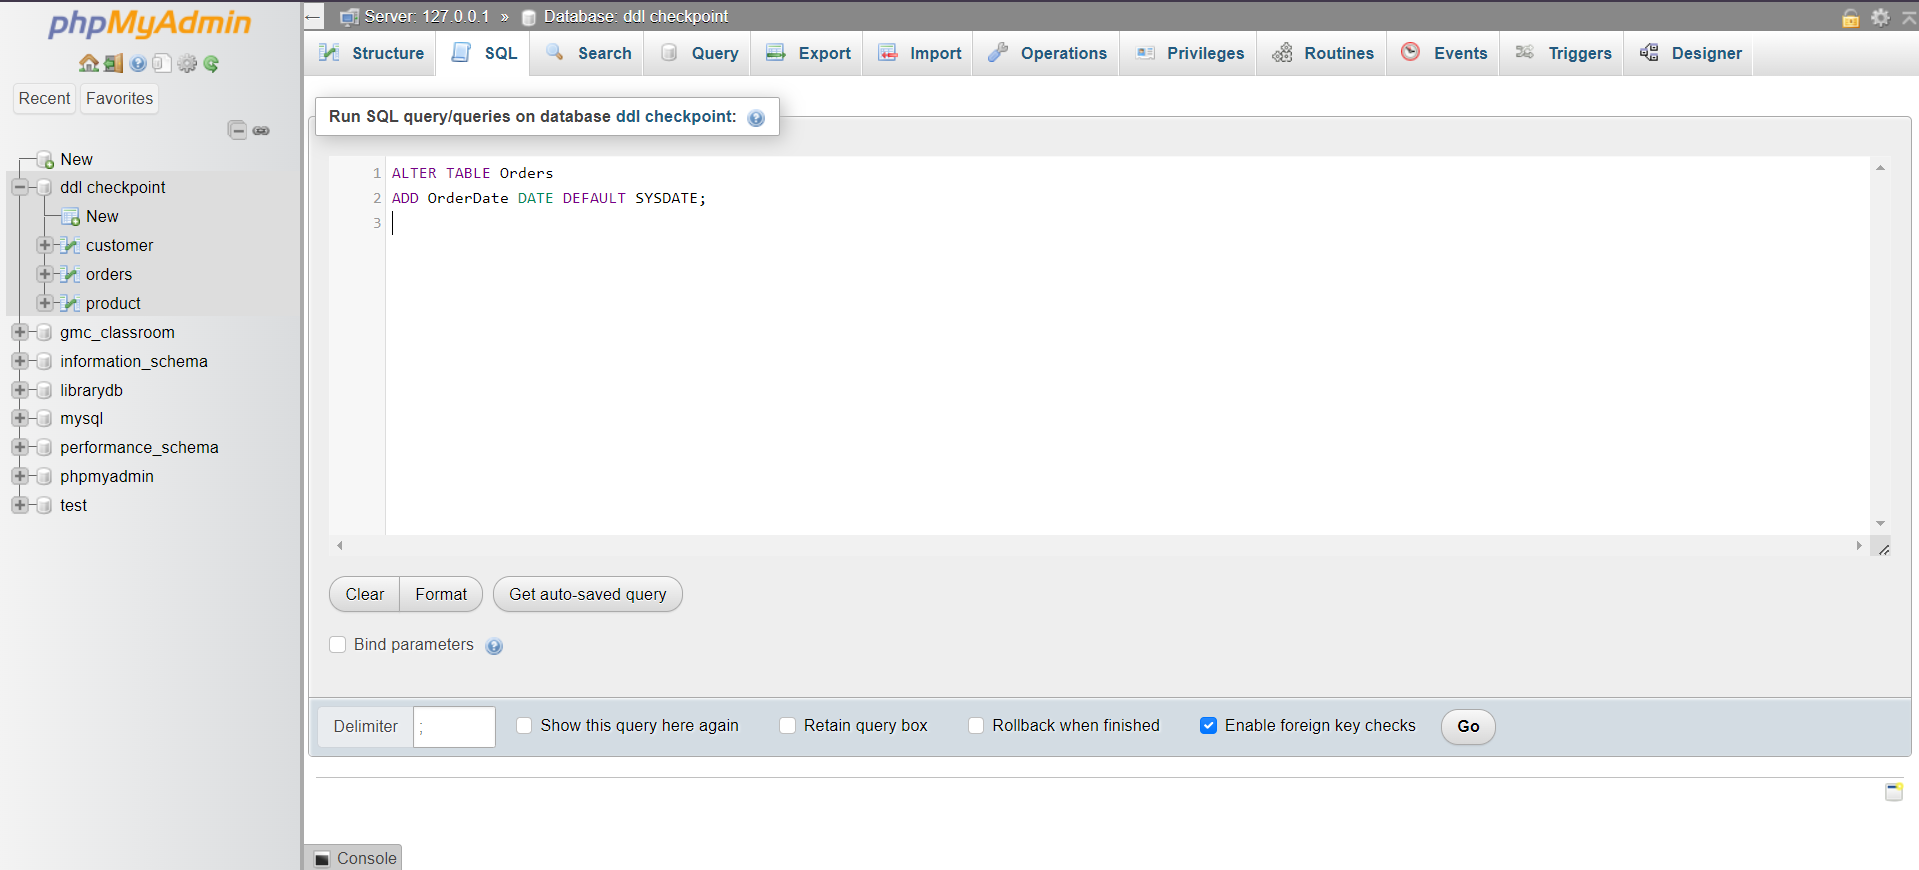 phpMyAdmin
Recent Favorites
New
ddl checkpoint
New
customer
orders
product
gmc_classroom
information_schema
librarydb
mysql
performance_schema
phpmyadmin
test
Server: 127.0.0.1 » Database: ddl checkpoint
Structure SQL Search Query Export Import Operations Privileges Routines Events Triggers Designer
Run SQL query/queries on database ddl checkpoint:
1 ALTER TABLE Orders
2 ADD OrderDate DATE DEFAULT SYSDATE;
3
Clear Format Get auto-saved query
Bind parameters
Delimiter ; Show this query here again Retain query box Rollback when finished Enable foreign key checks Go
Console